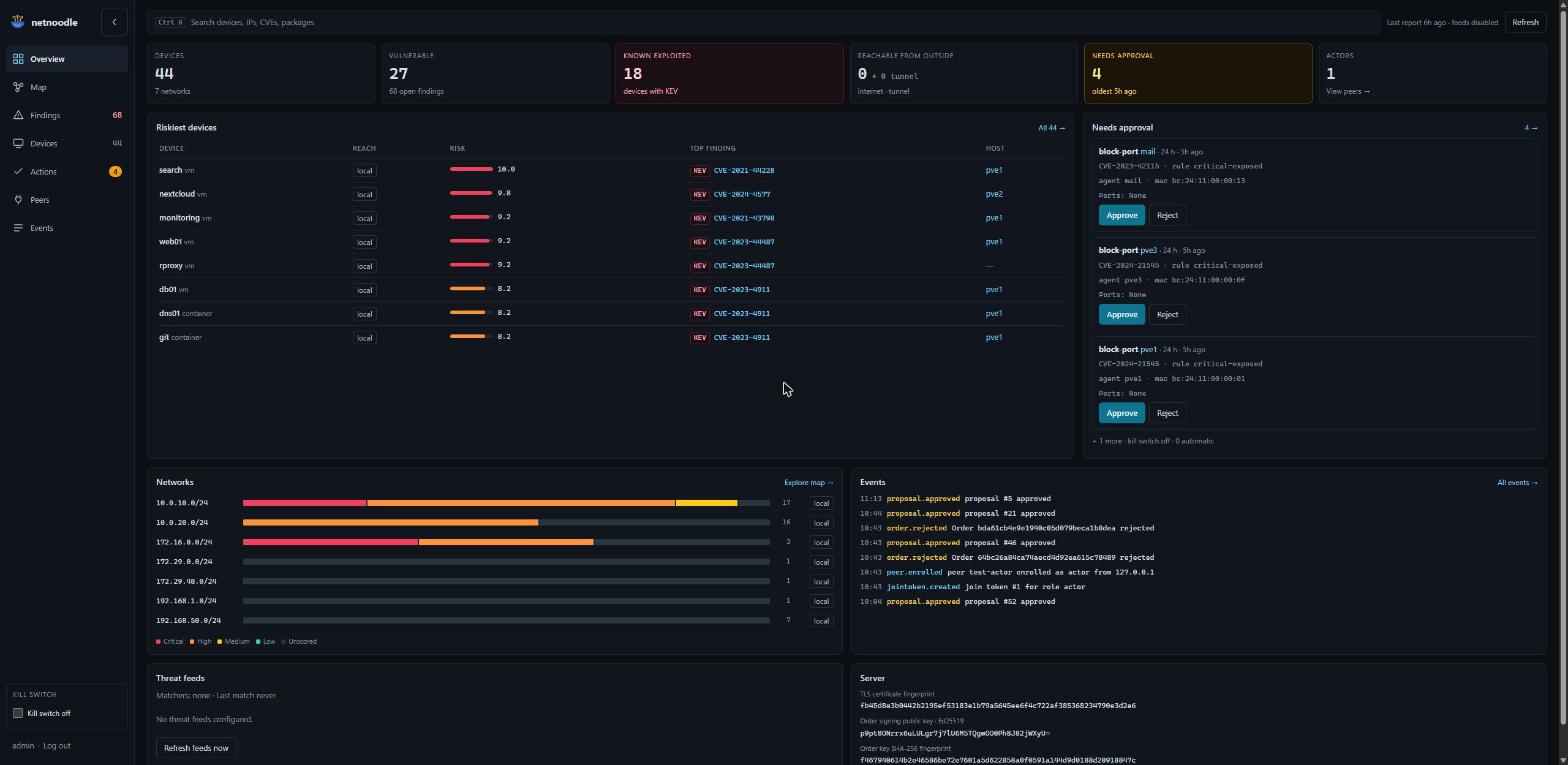 netnoodle
Ctrl K Search devices, IPs, CVEs, packages
Last report 6h ago · feeds disabled Refresh
Overview
Map
Findings 68
Devices 44
Actions 4
Peers
Events
KILL SWITCH
Kill switch off
admin · Log out
DEVICES
44
7 networks
VULNERABLE
27
68 open findings
KNOWN EXPLOITED
18
devices with KEV
REACHABLE FROM OUTSIDE
0 + 0 tunnel
internet · tunnel
NEEDS APPROVAL
4
oldest 5h ago
ACTORS
1
View peers →
Riskiest devices All 44 →
DEVICE REACH RISK TOP FINDING HOST
search vm local 10.0 KEV CVE-2021-44228 pve1
nextcloud vm local 9.8 KEV CVE-2024-4577 pve2
monitoring vm local 9.2 KEV CVE-2021-43798 pve1
web01 vm local 9.2 KEV CVE-2023-44487 pve1
rproxy vm local 9.2 KEV CVE-2023-44487 —
db01 vm local 8.2 KEV CVE-2023-4911 pve1
dns01 container local 8.2 KEV CVE-2023-4911 pve1
git container local 8.2 KEV CVE-2023-4911 pve1
Needs approval 4 →
block-port mail · 24 h · 5h ago
CVE-2023-42115 · rule critical-exposed
agent mail · mac bc:24:11:00:00:13
Ports: None
Approve Reject
block-port pve3 · 24 h · 5h ago
CVE-2024-21545 · rule critical-exposed
agent pve3 · mac bc:24:11:00:00:0f
Ports: None
Approve Reject
block-port pve1 · 24 h · 5h ago
CVE-2024-21545 · rule critical-exposed
agent pve1 · mac bc:24:11:00:00:01
Ports: None
Approve Reject
+ 1 more · kill switch off · 0 automatic
Networks Explore map →
10.0.10.0/24 17 local
10.0.20.0/24 16 local
172.16.0.0/24 3 local
172.29.0.0/24 1 local
172.29.48.0/24 1 local
192.168.1.0/24 1 local
192.168.50.0/24 7 local
Critical High Medium Low Unscored
Events All events →
11:13 proposal.approved proposal #5 approved
10:44 proposal.approved proposal #21 approved
10:43 order.rejected Order bda61cb4e9e1940c05d079beca1b8dea rejected
10:43 proposal.approved proposal #46 approved
10:43 order.rejected Order 64bc26a84ca74aecd4d92ea615c78489 rejected
10:43 peer.enrolled peer test-actor enrolled as actor from 127.0.0.1
10:43 jointoken.created join token #1 for role actor
10:04 proposal.approved proposal #52 approved
Threat feeds
Matchers: none · Last match never
No threat feeds configured.
Refresh feeds now
Server
TLS certificate fingerprint
fb45d8e3b0442b2195ef53183e1b79a5645ee6f4c722af385368234790e3d2e6
Order signing public key · Ed25519
Order key SHA-256 fingerprint